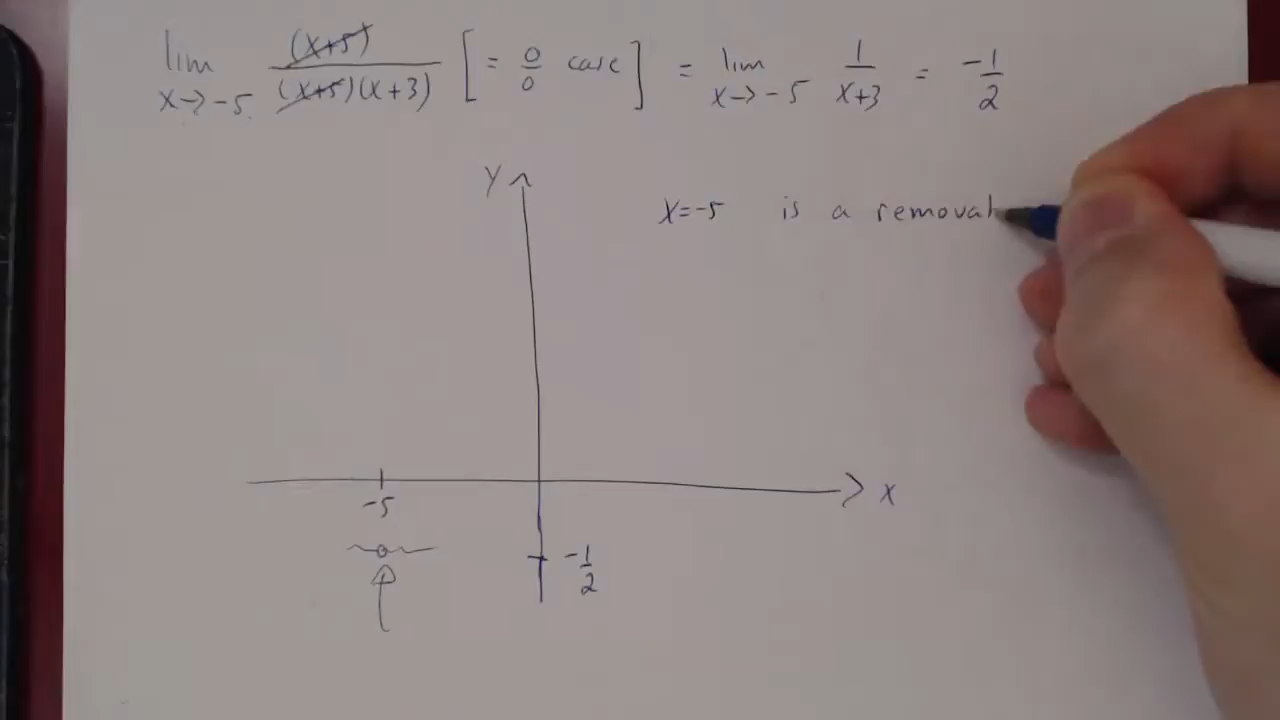 lim x→-5 (x+5)/((x+5)(x+3)) [= 0/0 case] = lim x→-5 1/(x+3) = -1/2
y
x=-5 is a removab
x
-5
-1/2